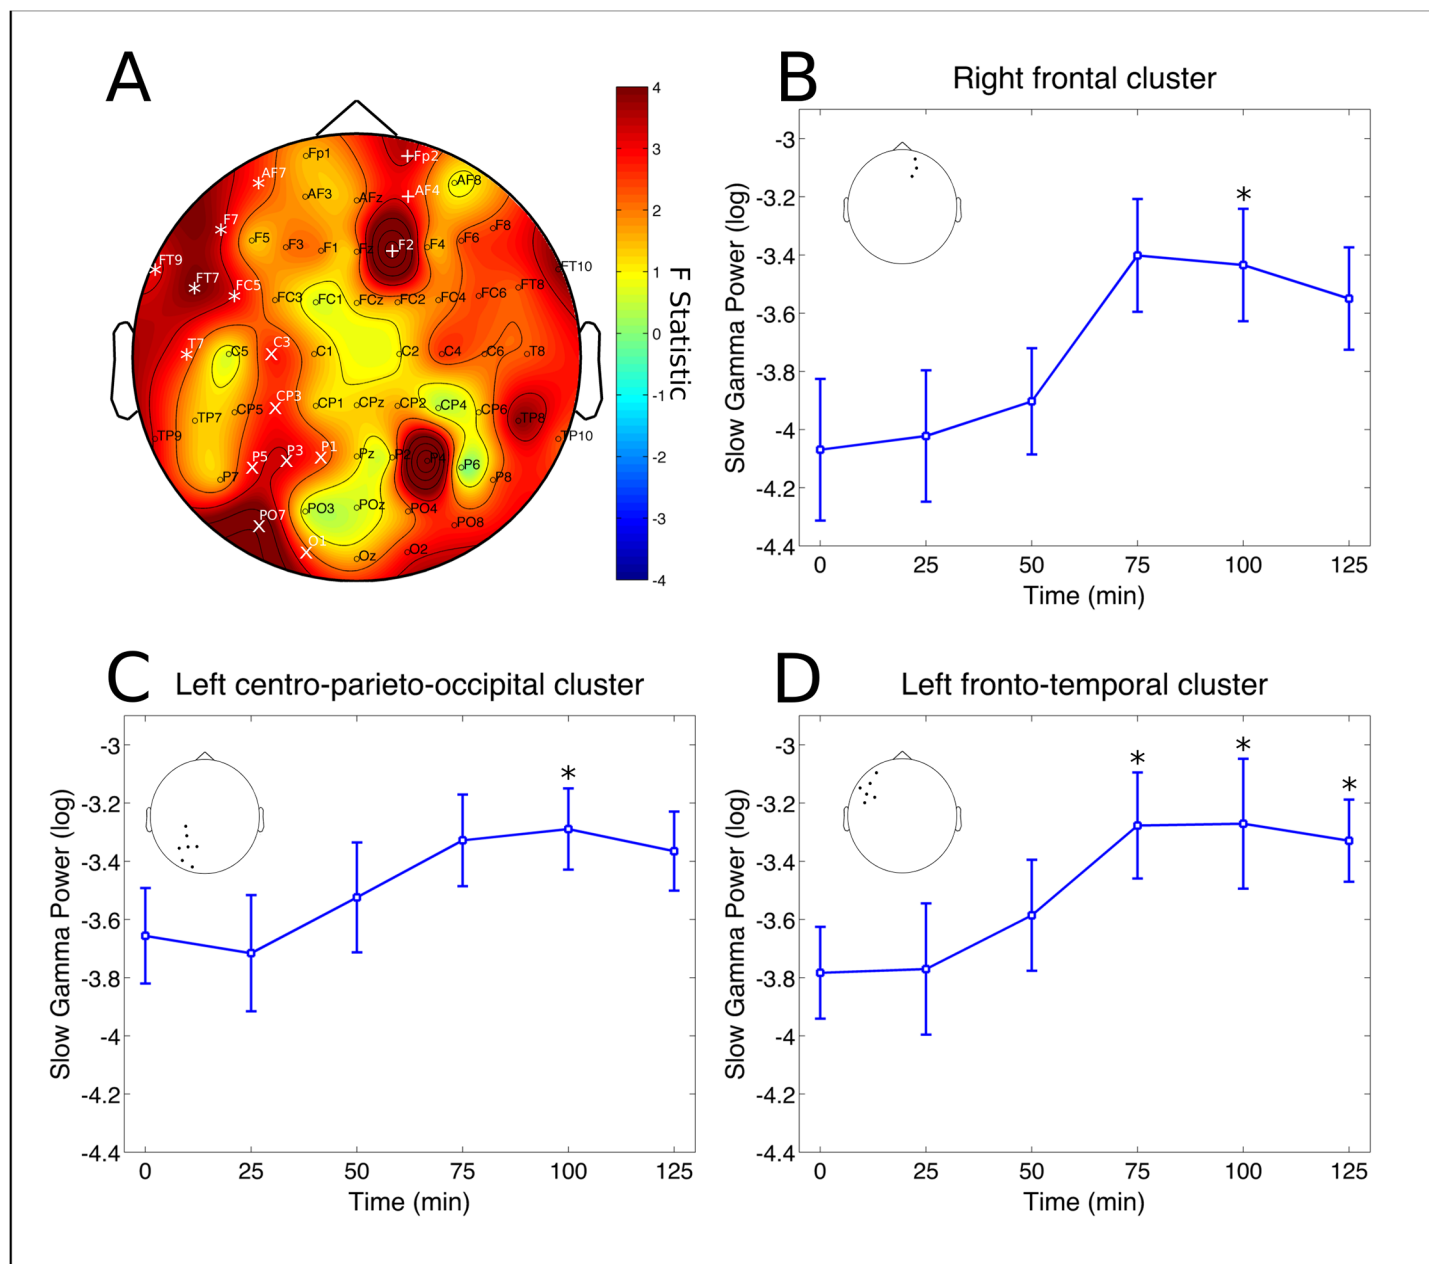 A
Fp1
Fp2
AF7
AF8
AF3
AFz
AF4
F7
F5
F3
F1
Fz
F2
F4
F6
F8
FT9
FT7
FC5
FC3
FC1
FCz
FC2
FC4
FC6
FT8
FT10
T7
C5
C3
C1
C2
C4
C6
T8
TP9
TP7
CP5
CP3
CP1
CPz
CP2
CP4
CP6
TP8
TP10
P7
P5
P3
P1
Pz
P2
P4
P6
P8
PO7
PO3
POz
PO4
PO8
O1
Oz
O2
4
3
2
1
0
-1
-2
-3
-4
F Statistic
B
Right frontal cluster
Slow Gamma Power (log)
-3
-3.2
-3.4
-3.6
-3.8
-4
-4.2
-4.4
*
0 25 50 75 100 125
Time (min)
C
Left centro-parieto-occipital cluster
Slow Gamma Power (log)
-3
-3.2
-3.4
-3.6
-3.8
-4
-4.2
-4.4
*
0 25 50 75 100 125
Time (min)
D
Left fronto-temporal cluster
Slow Gamma Power (log)
-3
-3.2
-3.4
-3.6
-3.8
-4
-4.2
-4.4
* * *
0 25 50 75 100 125
Time (min)